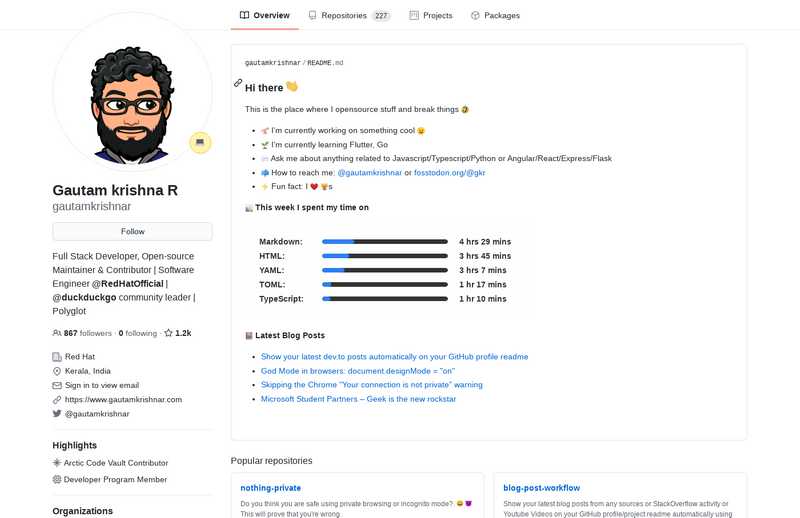 Overview
Repositories 227
Projects
Packages
Gautam krishna R
gautamkrishnar
Follow
Full Stack Developer, Open-source
Maintainer & Contributor | Software
Engineer @RedHatOfficial |
@duckduckgo community leader |
Polyglot
867 followers · 0 following · 1.2k
Red Hat
Kerala, India
Sign in to view email
https://www.gautamkrishnar.com
@gautamkrishnar
Highlights
Arctic Code Vault Contributor
Developer Program Member
Organizations
gautamkrishnar/README.md
Hi there 👋
This is the place where I opensource stuff and break things 🤣
I'm currently working on something cool 😉
I'm currently learning Flutter, Go
Ask me about anything related to Javascript/Typescript/Python or Angular/React/Express/Flask
How to reach me: @gautamkrishnar or fosstodon.org/@gkr
Fun fact: I ❤️ 🐕s
This week I spent my time on
Markdown: 4 hrs 29 mins
HTML: 3 hrs 45 mins
YAML: 3 hrs 7 mins
TOML: 1 hr 17 mins
TypeScript: 1 hr 10 mins
Latest Blog Posts
Show your latest dev.to posts automatically on your GitHub profile readme
God Mode in browsers: document.designMode = "on"
Skipping the Chrome "Your connection is not private" warning
Microsoft Student Partners – Geek is the new rockstar
Popular repositories
nothing-private
Do you think you are safe using private browsing or incognito mode?. 😄 👿
This will prove that you're wrong.
blog-post-workflow
Show your latest blog posts from any sources or StackOverflow activity or
Youtube Videos on your GitHub profile/project readme automatically using